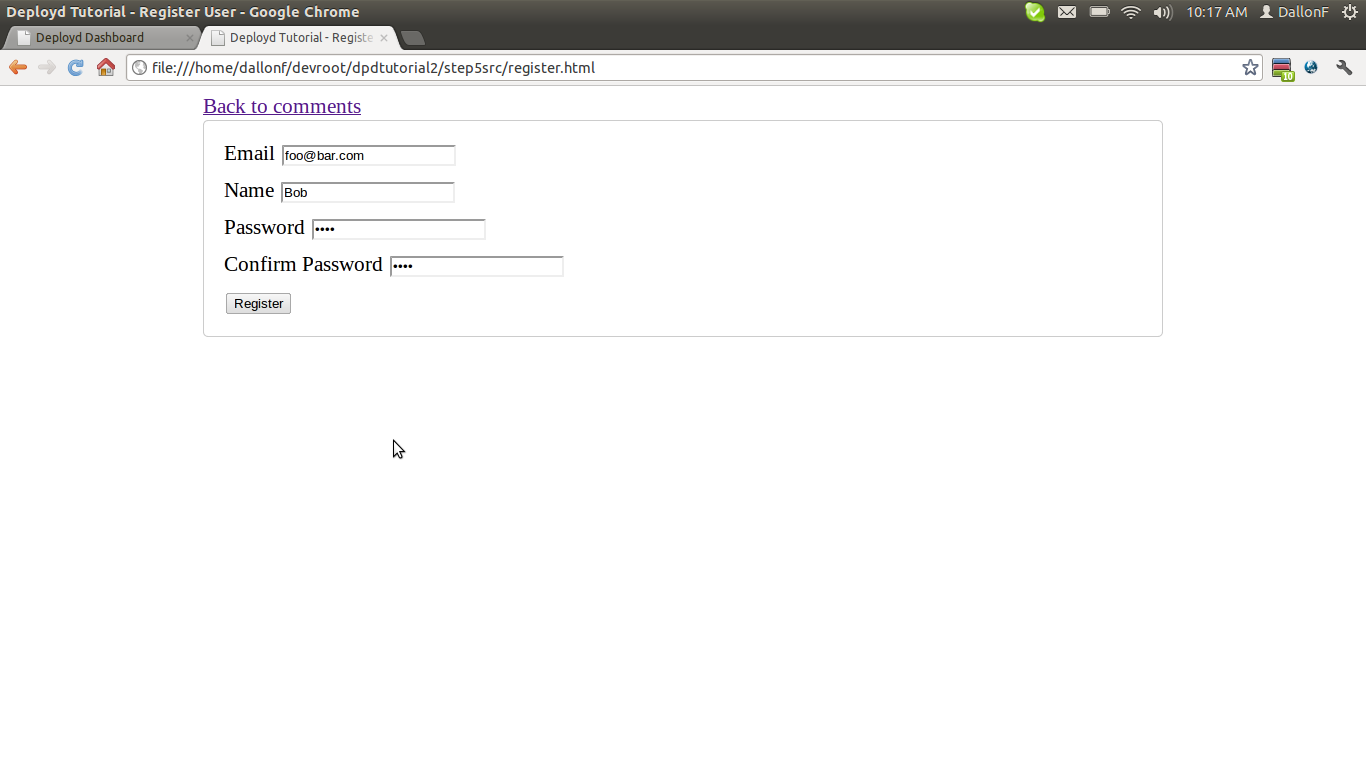 Deployd Tutorial - Register User - Google Chrome
10:17 AM DallonF
Deployd Dashboard
Deployd Tutorial - Registe
file:///home/dallonf/devroot/dpdtutorial2/step5src/register.html
10
Back to comments
Email foo@bar.com
Name Bob
Password ••••
Confirm Password ••••
Register